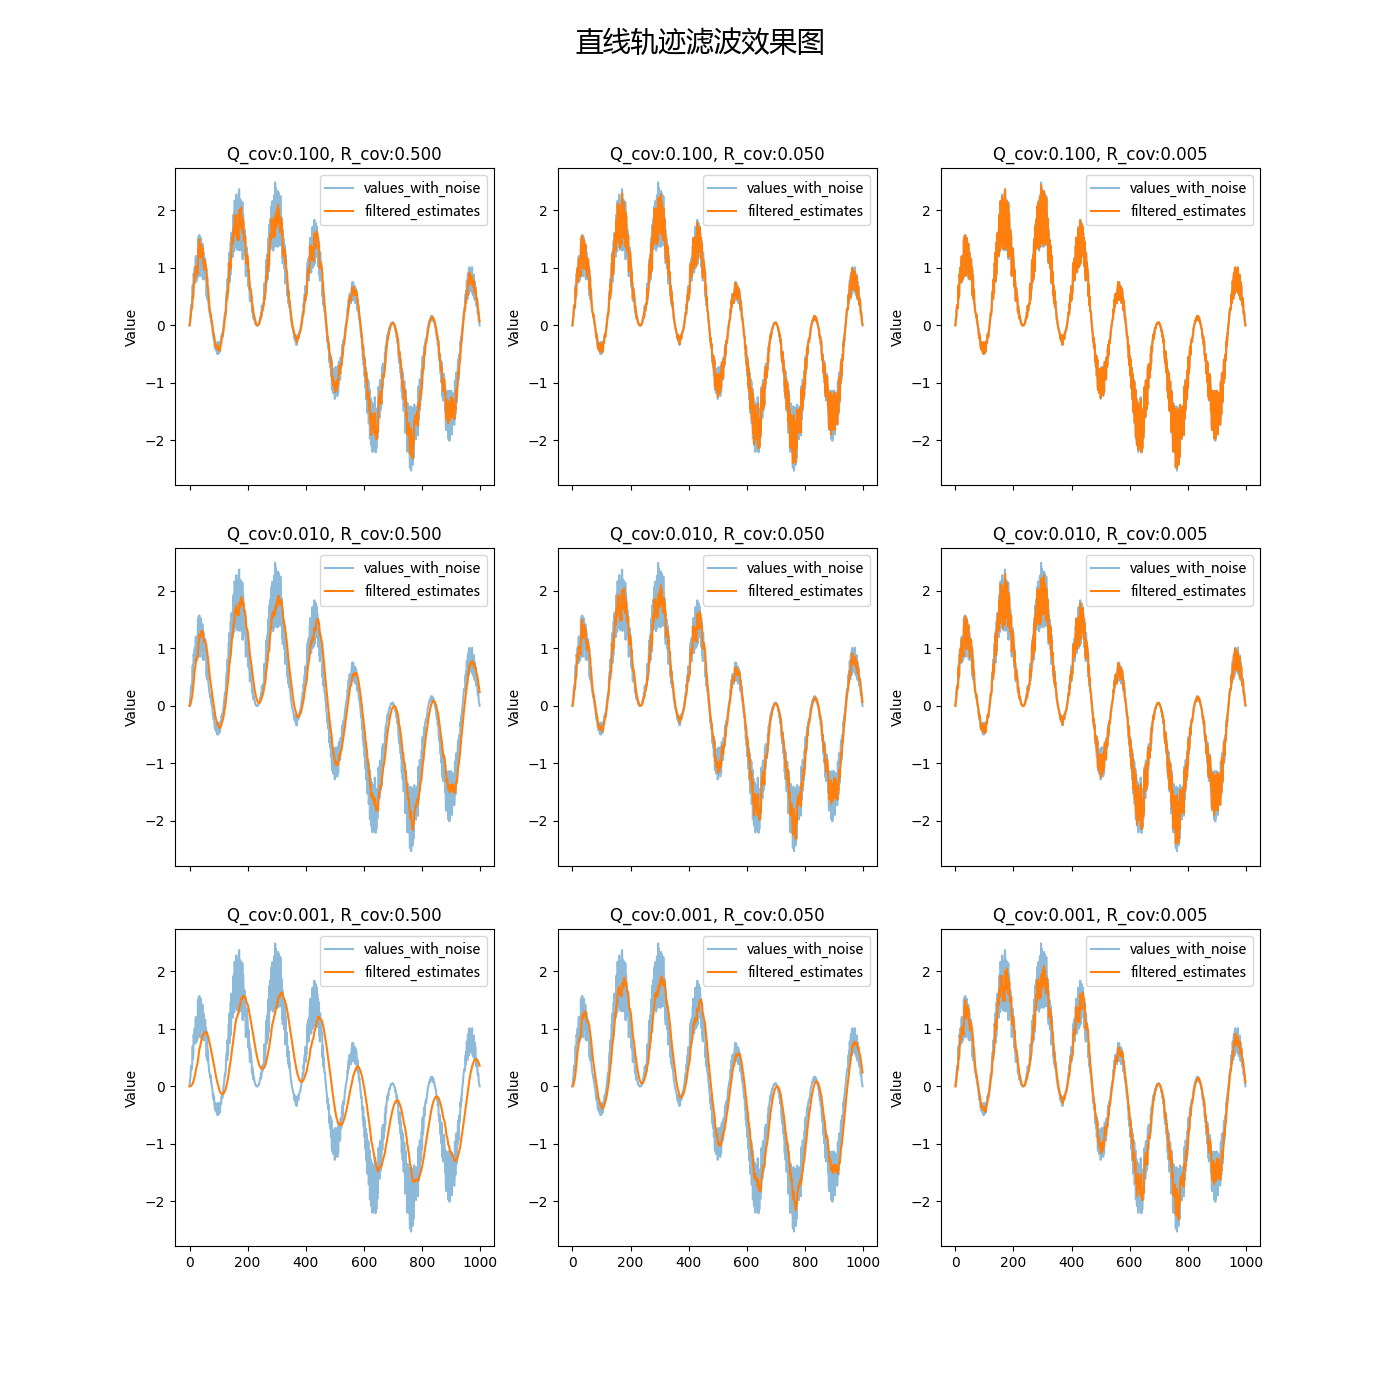 直线轨迹滤波效果图
Q_cov:0.100, R_cov:0.500
values_with_noise
filtered_estimates
2
1
0
−1
−2
Value
Q_cov:0.100, R_cov:0.050
values_with_noise
filtered_estimates
2
1
0
−1
−2
Value
Q_cov:0.100, R_cov:0.005
values_with_noise
filtered_estimates
2
1
0
−1
−2
Value
Q_cov:0.010, R_cov:0.500
values_with_noise
filtered_estimates
2
1
0
−1
−2
Value
Q_cov:0.010, R_cov:0.050
values_with_noise
filtered_estimates
2
1
0
−1
−2
Value
Q_cov:0.010, R_cov:0.005
values_with_noise
filtered_estimates
2
1
0
−1
−2
Value
Q_cov:0.001, R_cov:0.500
values_with_noise
filtered_estimates
2
1
0
−1
−2
Value
0 200 400 600 800 1000
Q_cov:0.001, R_cov:0.050
values_with_noise
filtered_estimates
2
1
0
−1
−2
Value
0 200 400 600 800 1000
Q_cov:0.001, R_cov:0.005
values_with_noise
filtered_estimates
2
1
0
−1
−2
Value
0 200 400 600 800 1000